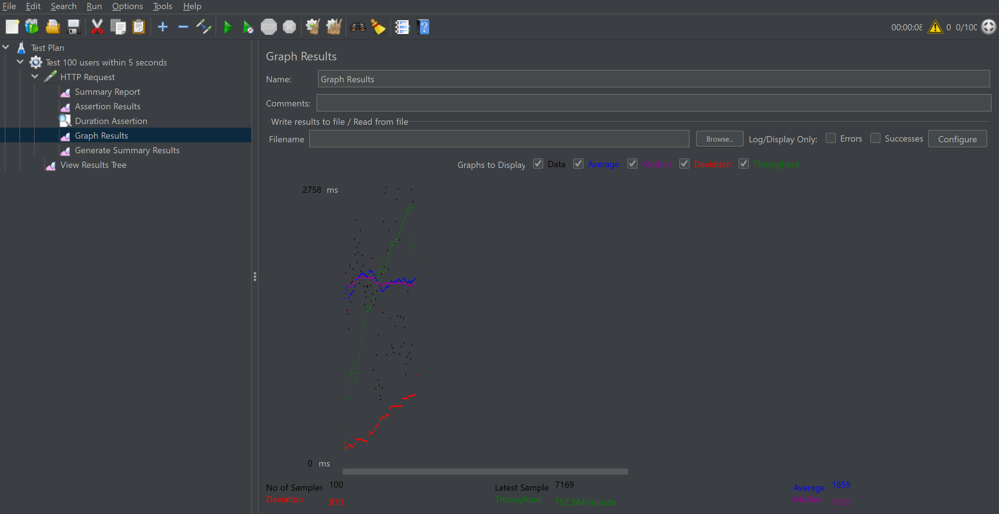 File Edit Search Run Options Tools Help
STOP
00:00:08 0 0/100
Test Plan
Test 100 users within 5 seconds
HTTP Request
Summary Report
Assertion Results
Duration Assertion
Graph Results
Generate Summary Results
View Results Tree
Graph Results
Name: Graph Results
Comments:
Write results to file / Read from file
Filename Browse... Log/Display Only: Errors Successes Configure
Graphs to Display Data Average Median Deviation Throughput
2758 ms
0 ms
No of Samples 100 Latest Sample 7169 Average 1859
Deviation 870 Throughput 757.384/minute Median 1753